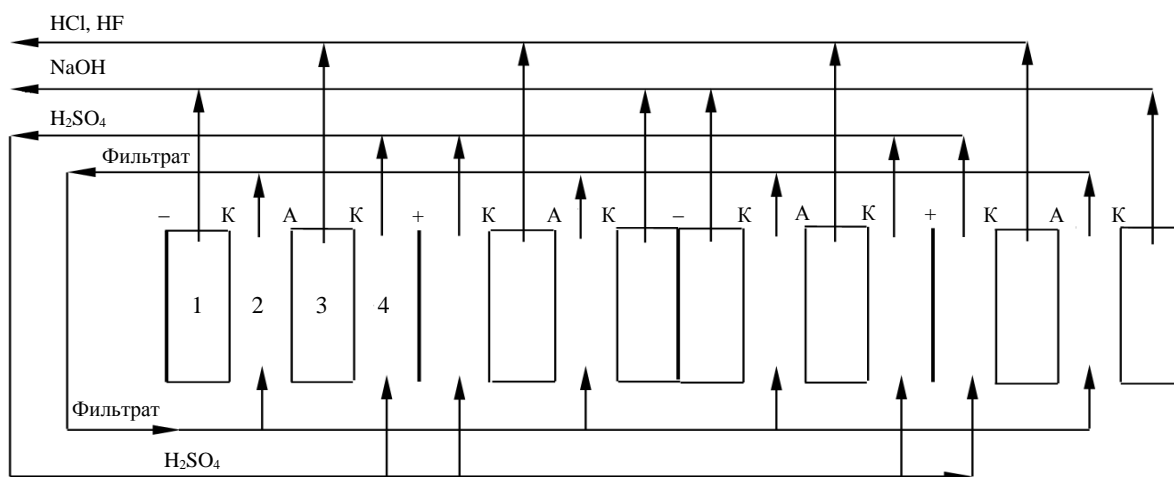 HCl, HF
NaOH
H₂SO₄
Фильтрат
– К А К + К А К – К А К + К А К
1 2 3 4
Фильтрат
H₂SO₄